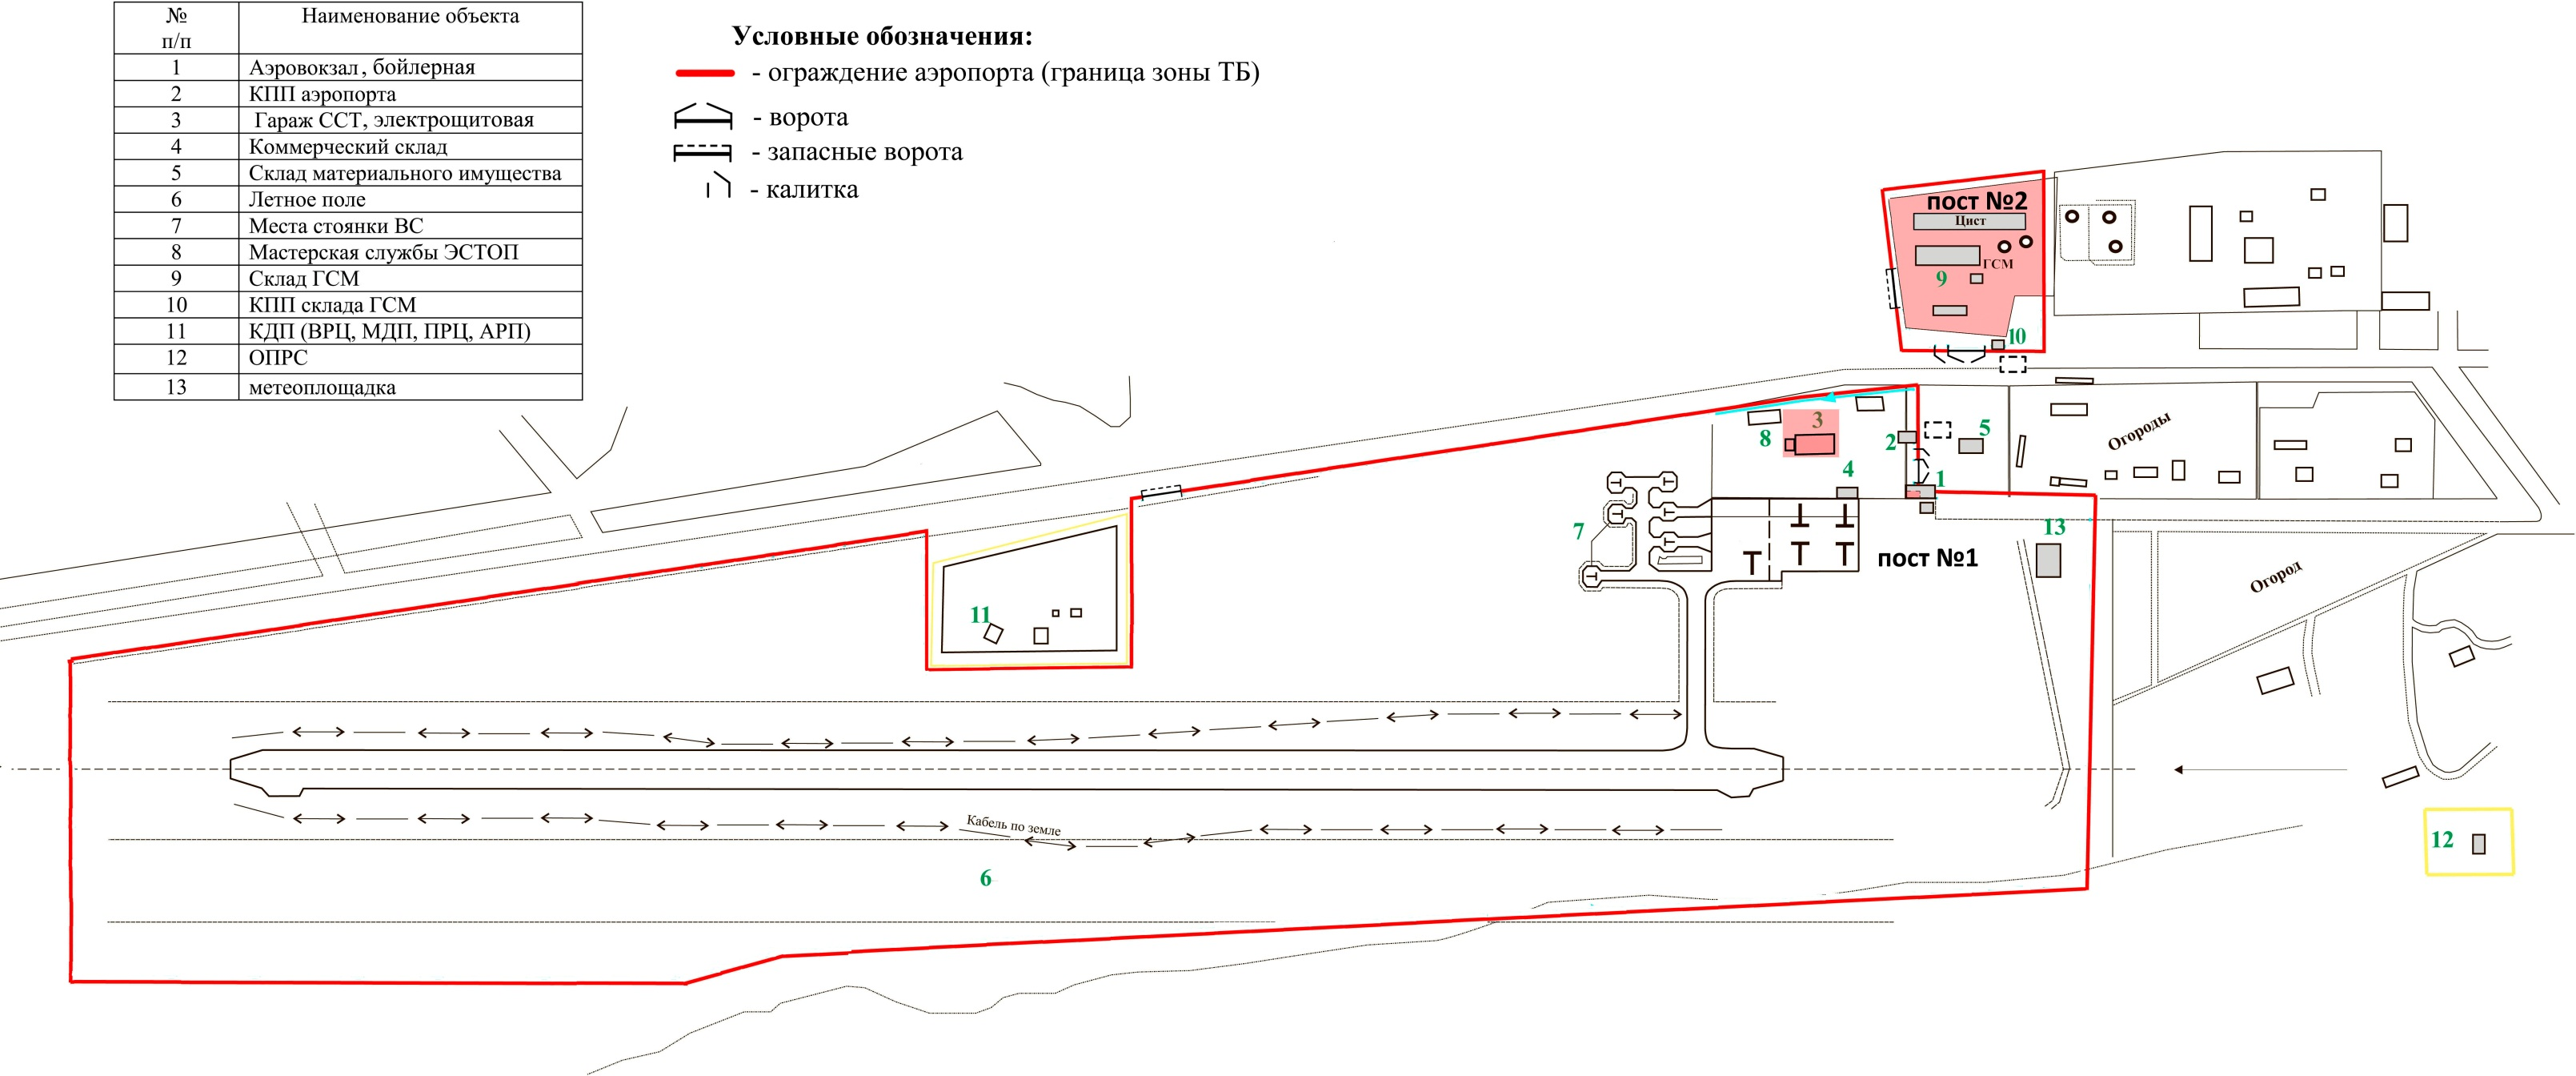 № п/п Наименование объекта
1 Аэровокзал, бойлерная
2 КПП аэропорта
3 Гараж ССТ, электрощитовая
4 Коммерческий склад
5 Склад материального имущества
6 Летное поле
7 Места стоянки ВС
8 Мастерская службы ЭСТОП
9 Склад ГСМ
10 КПП склада ГСМ
11 КДП (ВРЦ, МДП, ПРЦ, АРП)
12 ОПРС
13 метеоплощадка
Условные обозначения:
- ограждение аэропорта (граница зоны ТБ)
- ворота
- запасные ворота
- калитка
пост №2
Цист
ГСМ
9
10
3
8
2
5
4
1
Огороды
7
13
пост №1
Огород
11
Кабель по земле
12
6